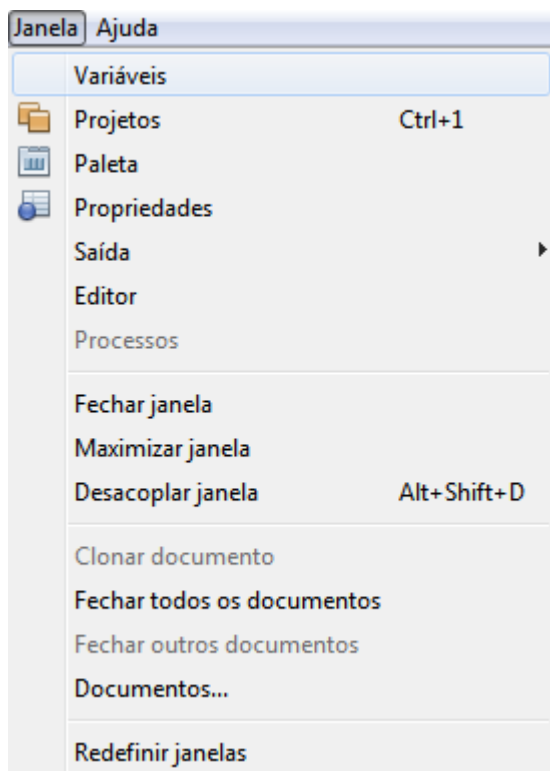 Janela Ajuda
Variáveis
Projetos Ctrl+1
Paleta
Propriedades
Saída
Editor
Processos
Fechar janela
Maximizar janela
Desacoplar janela Alt+Shift+D
Clonar documento
Fechar todos os documentos
Fechar outros documentos
Documentos...
Redefinir janelas